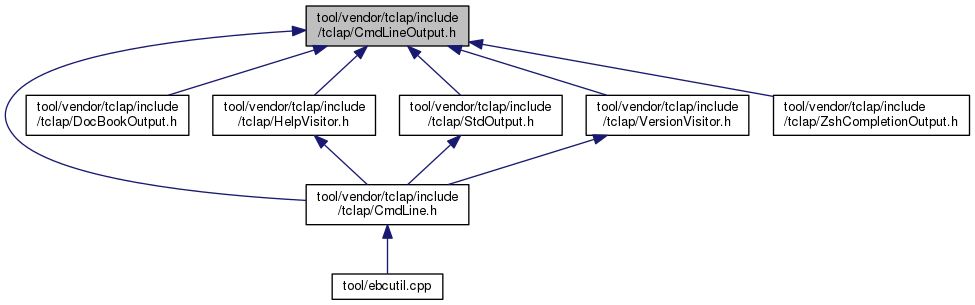 tool/vendor/tclap/include
/tclap/CmdLineOutput.h
tool/vendor/tclap/include
/tclap/DocBookOutput.h
tool/vendor/tclap/include
/tclap/HelpVisitor.h
tool/vendor/tclap/include
/tclap/StdOutput.h
tool/vendor/tclap/include
/tclap/VersionVisitor.h
tool/vendor/tclap/include
/tclap/ZshCompletionOutput.h
tool/vendor/tclap/include
/tclap/CmdLine.h
tool/ebcutil.cpp